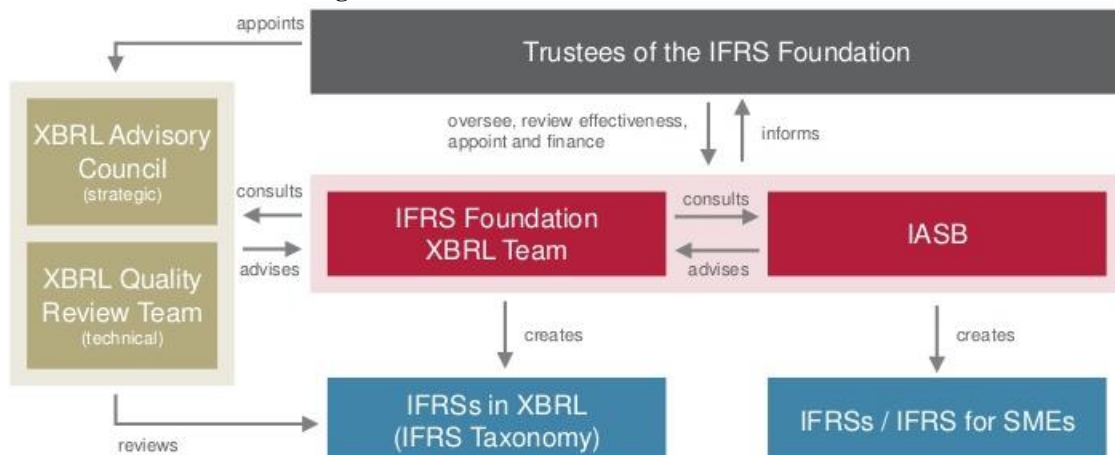 appoints
Trustees of the IFRS Foundation
oversee, review effectiveness,
appoint and finance
informs
XBRL Advisory
Council
(strategic)
consults
advises
XBRL Quality
Review Team
(technical)
IFRS Foundation
XBRL Team
consults
advises
IASB
creates
creates
reviews
IFRSs in XBRL
(IFRS Taxonomy)
IFRSs / IFRS for SMEs